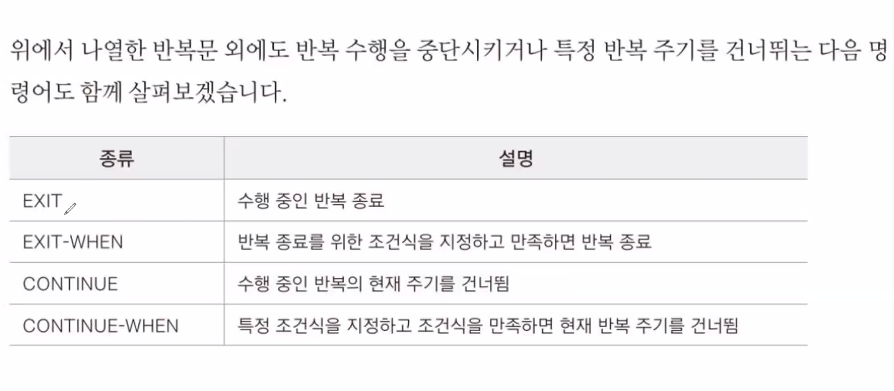 위에서 나열한 반복문 외에도 반복 수행을 중단시키거나 특정 반복 주기를 건너뛰는 다음 명
령어도 함께 살펴보겠습니다.
종류 설명
EXIT 수행 중인 반복 종료
EXIT-WHEN 반복 종료를 위한 조건식을 지정하고 만족하면 반복 종료
CONTINUE 수행 중인 반복의 현재 주기를 건너뜀
CONTINUE-WHEN 특정 조건식을 지정하고 조건식을 만족하면 현재 반복 주기를 건너뜀